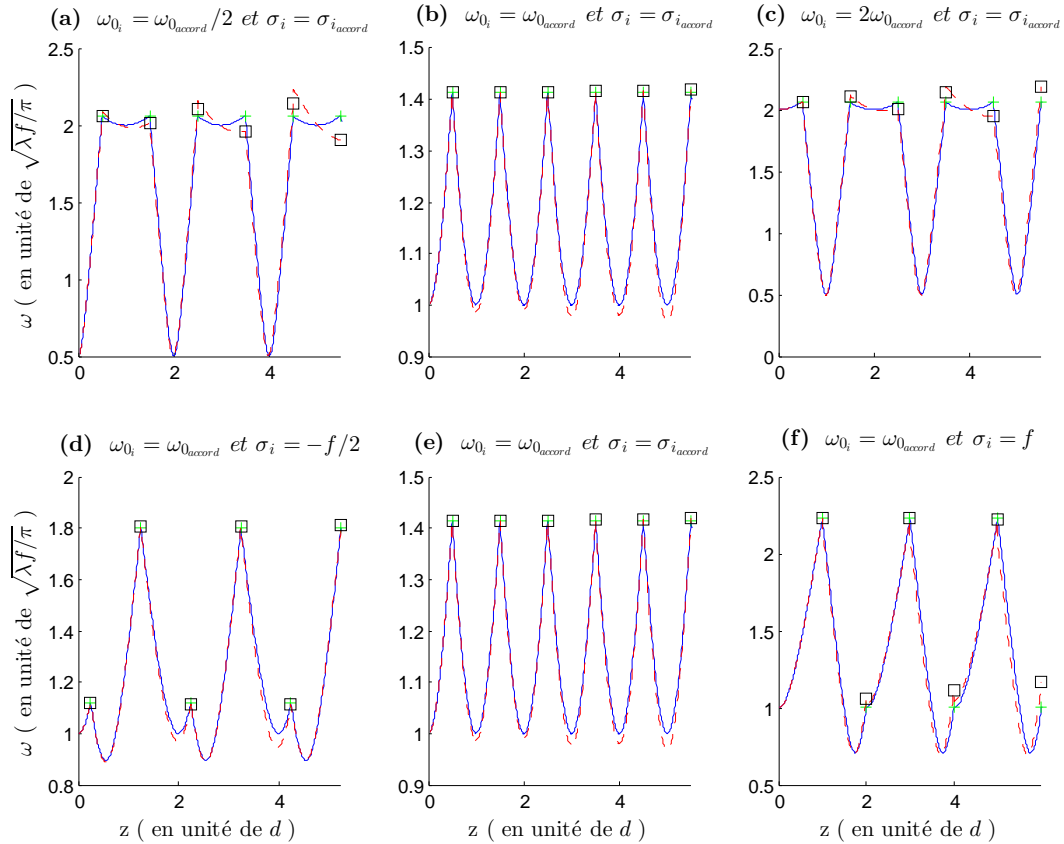 (a) ω₀ᵢ = ω₀accord/2 et σᵢ = σᵢaccord
(b) ω₀ᵢ = ω₀accord et σᵢ = σᵢaccord
(c) ω₀ᵢ = 2ω₀accord et σᵢ = σᵢaccord
2.5
2
1.5
1
0.5
0 2 4
ω ( en unité de √λf/π )
1.5
1.4
1.3
1.2
1.1
1
0.9
0 2 4
2.5
2
1.5
1
0.5
0
0 2 4
(d) ω₀ᵢ = ω₀accord et σᵢ = −f/2
(e) ω₀ᵢ = ω₀accord et σᵢ = σᵢaccord
(f) ω₀ᵢ = ω₀accord et σᵢ = f
2
1.8
1.6
1.4
1.2
1
0.8
0 2 4
ω ( en unité de √λf/π )
z ( en unité de d )
1.5
1.4
1.3
1.2
1.1
1
0.9
0 2 4
z ( en unité de d )
2.5
2
1.5
1
0.5
0 2 4
z ( en unité de d )